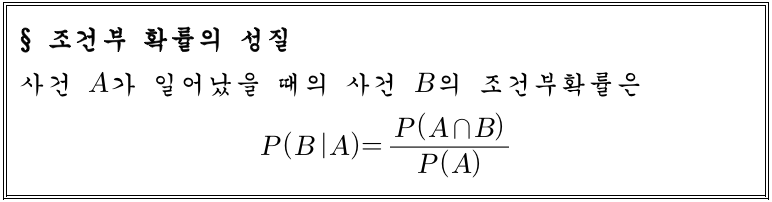 § 조건부 확률의 성질
사건 A가 일어났을 때의 사건 B의 조건부확률은
P(B|A)= P(A∩B) / P(A)